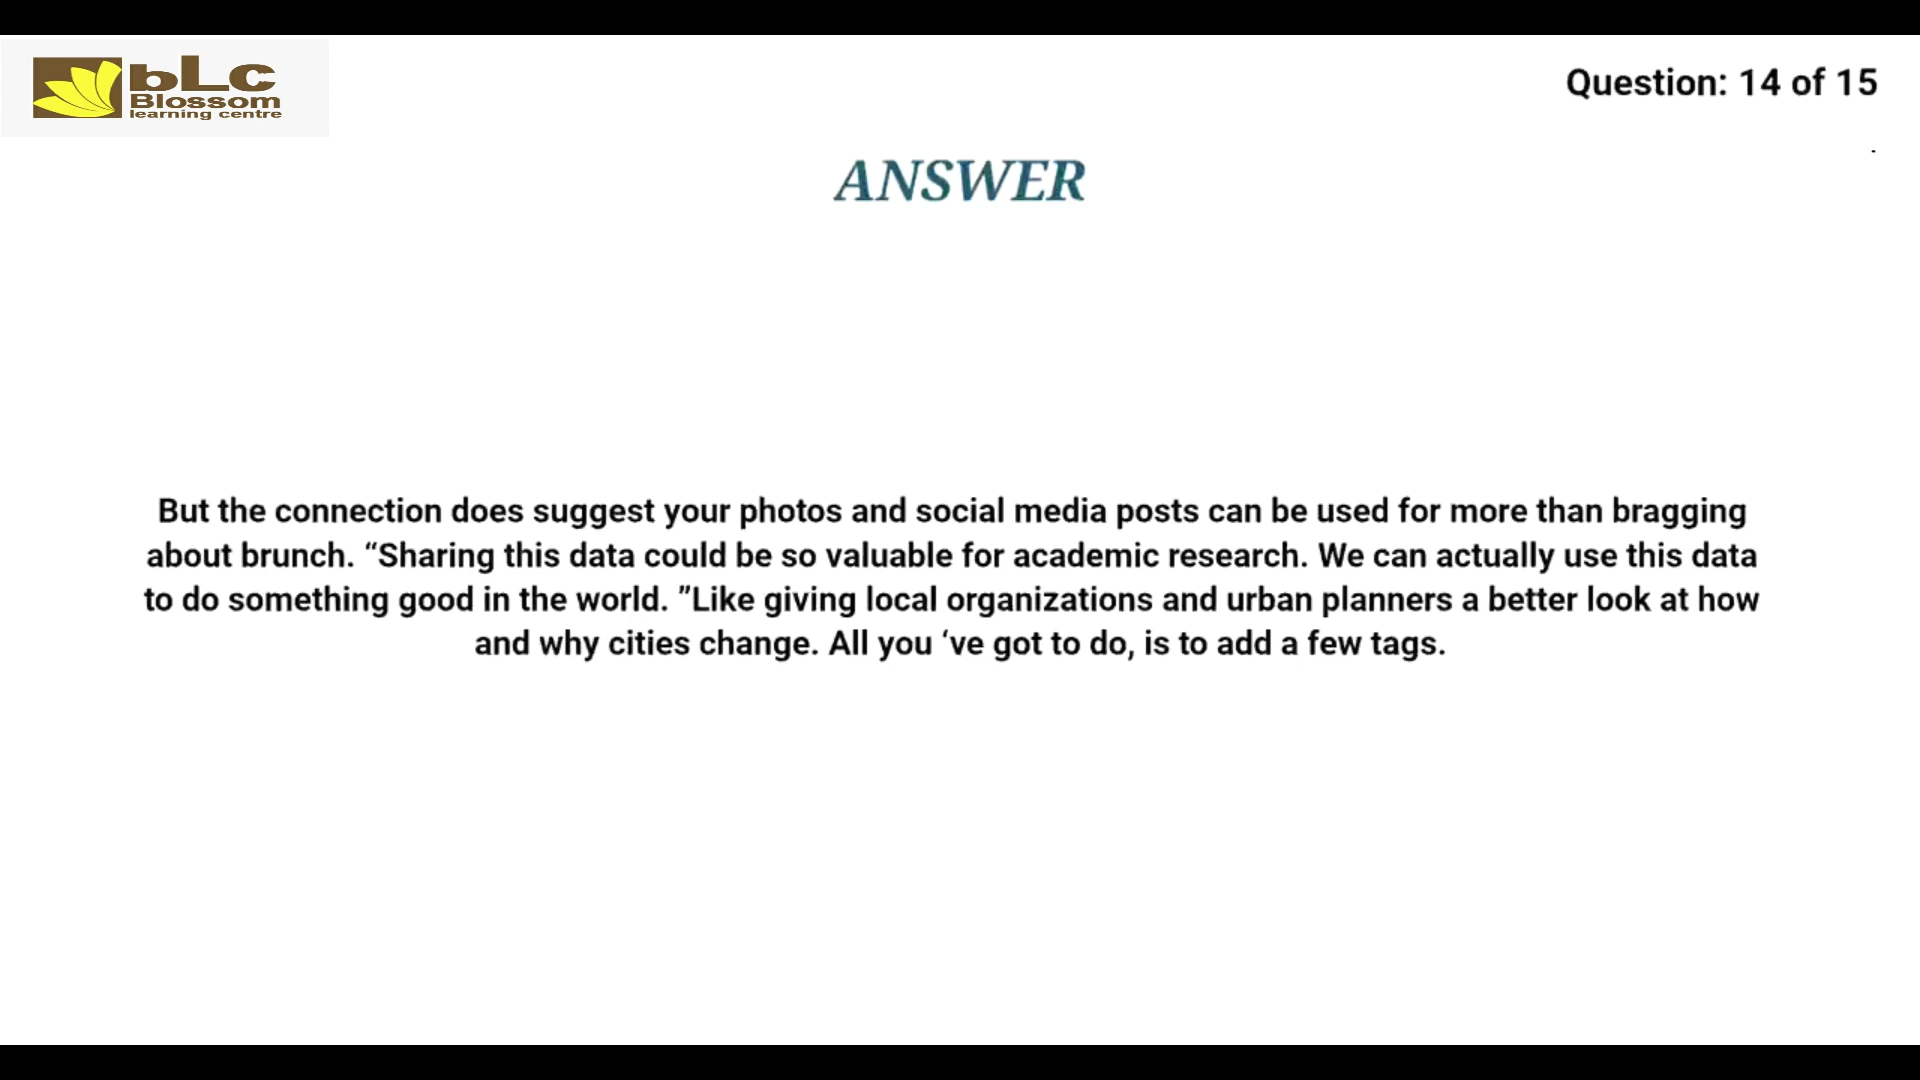 bLc
Blossom
learning centre
Question: 14 of 15
ANSWER
But the connection does suggest your photos and social media posts can be used for more than bragging
about brunch. “Sharing this data could be so valuable for academic research. We can actually use this data
to do something good in the world. ”Like giving local organizations and urban planners a better look at how
and why cities change. All you ‘ve got to do, is to add a few tags.